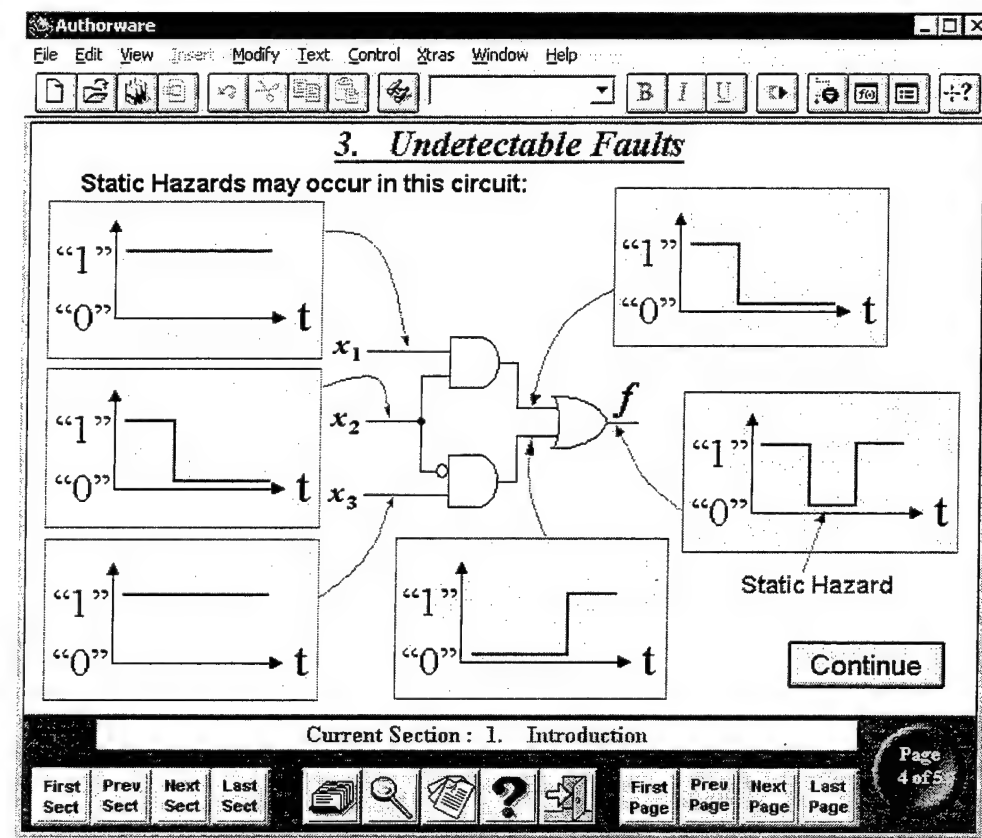 Authorware
File Edit View Insert Modify Text Control Xtras Window Help
B I U
3. Undetectable Faults
Static Hazards may occur in this circuit:
“1”
“0” t
“1”
“0” t
x1
x2
x3
f
“1”
“0” t
“1”
“0” t
Static Hazard
“1”
“0” t
“1”
“0” t
Continue
Current Section : 1. Introduction
Page
4 of 5
First Sect
Prev Sect
Next Sect
Last Sect
First Page
Prev Page
Next Page
Last Page